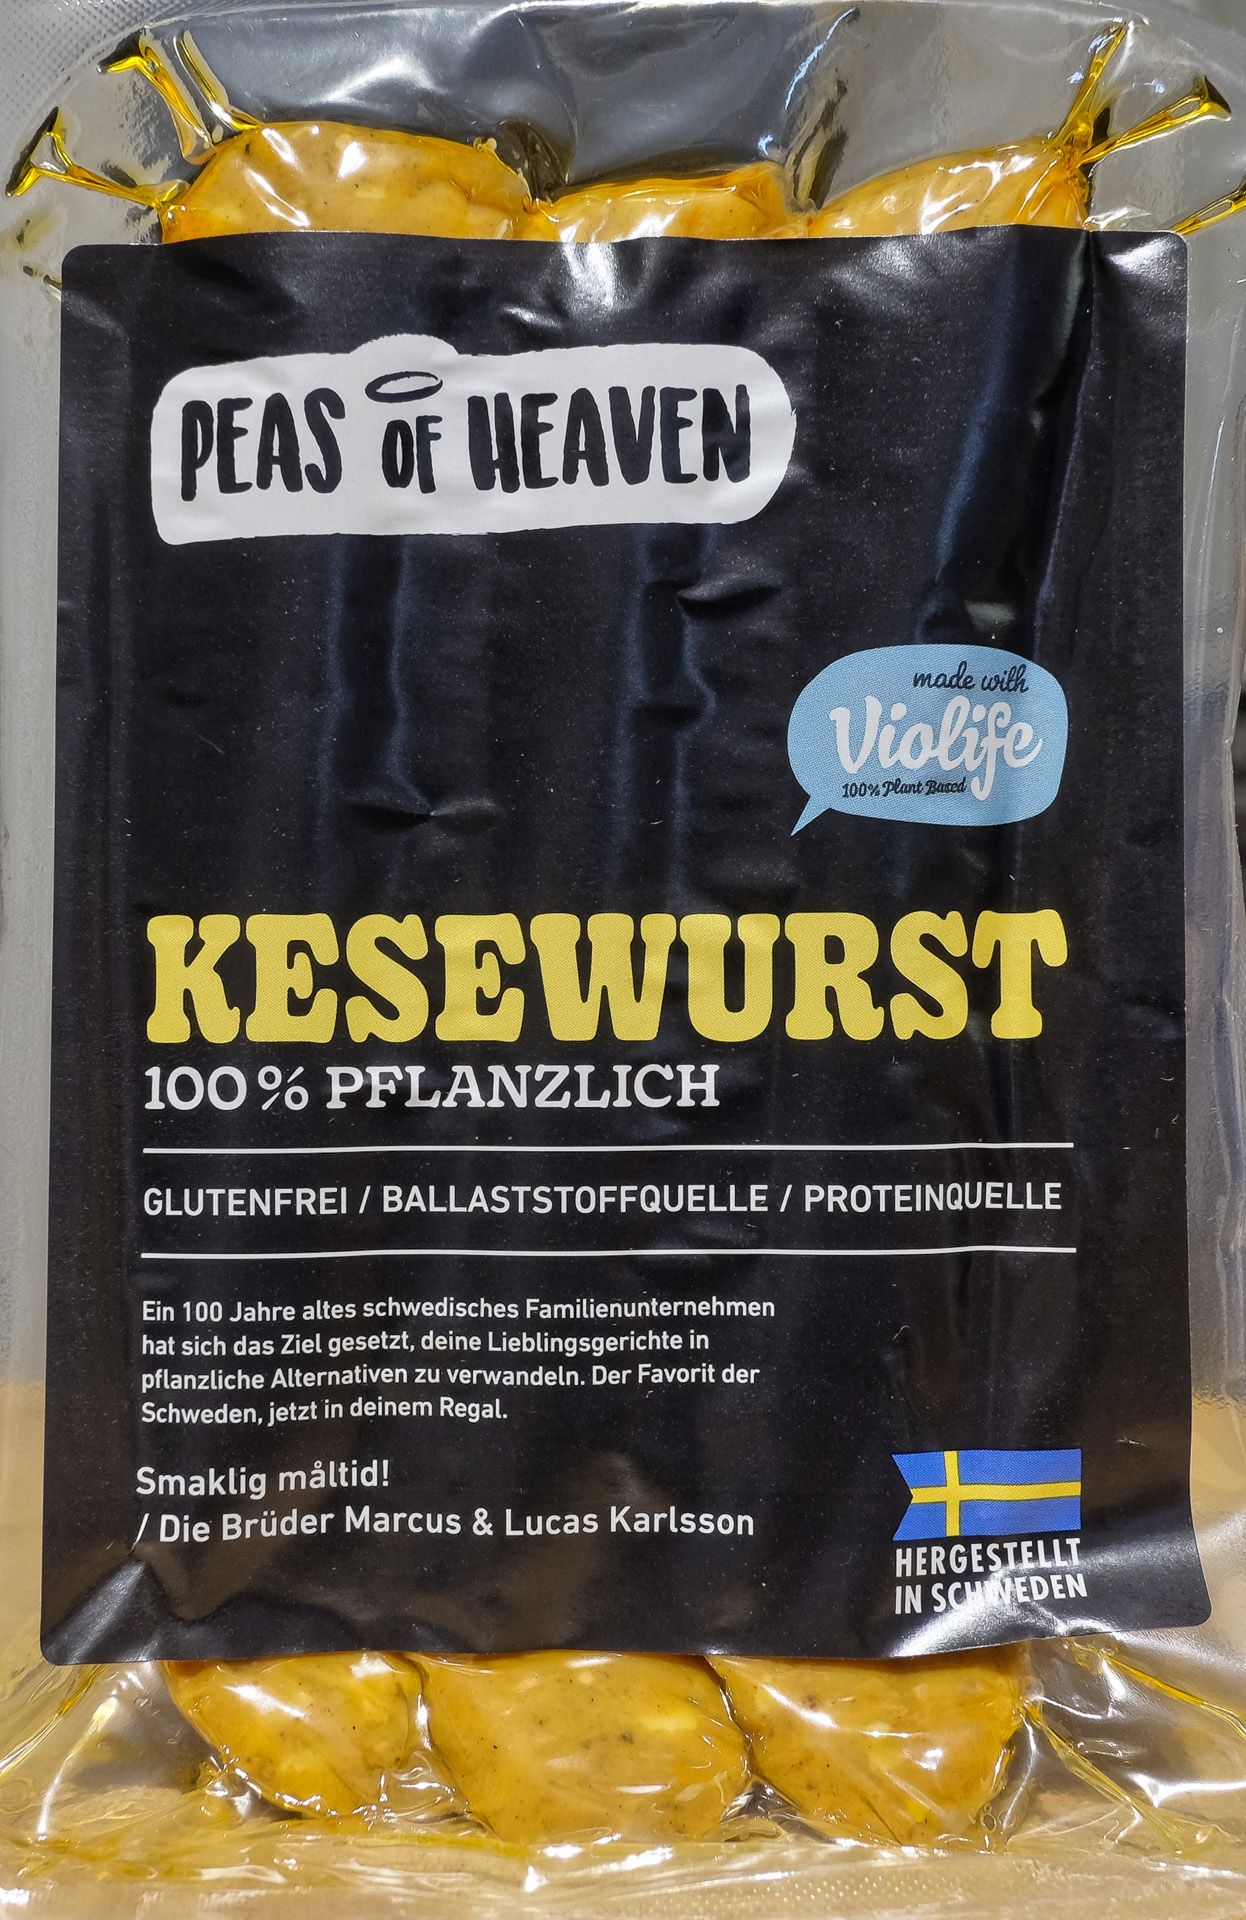 PEAS OF HEAVEN
made with
Violife
100% Plant Based
KESEWURST
100% PFLANZLICH
GLUTENFREI / BALLASTSTOFFQUELLE / PROTEINQUELLE
Ein 100 Jahre altes schwedisches Familienunternehmen
hat sich das Ziel gesetzt, deine Lieblingsgerichte in
pflanzliche Alternativen zu verwandeln. Der Favorit der
Schweden, jetzt in deinem Regal.
Smaklig måltid!
/ Die Brüder Marcus & Lucas Karlsson
HERGESTELLT
IN SCHWEDEN